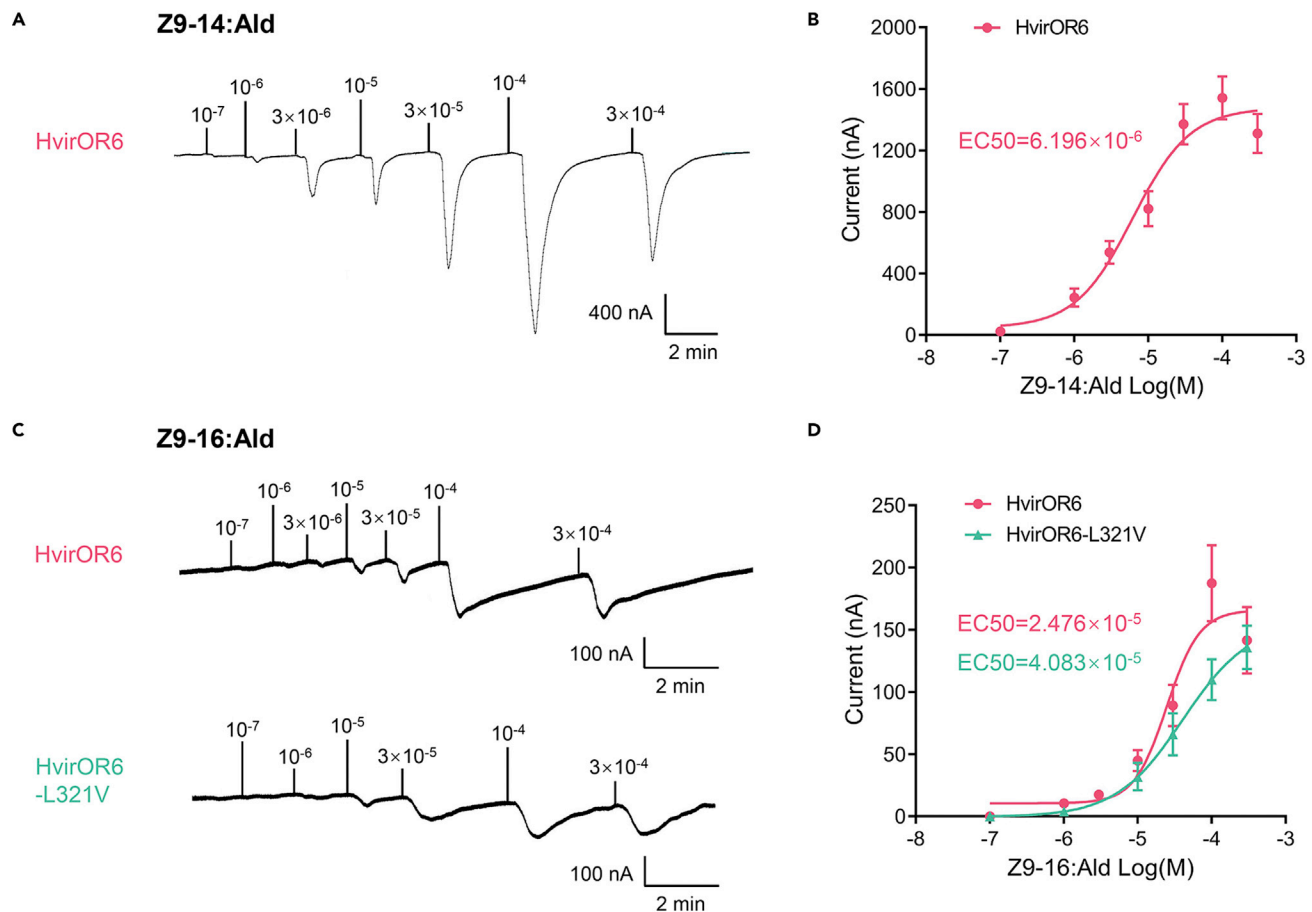 A
Z9-14:Ald
HvirOR6
10-7
10-6
3×10-6
10-5
3×10-5
10-4
3×10-4
400 nA
2 min
B
HvirOR6
2000
1600
1200
800
400
0
Current (nA)
EC50=6.196×10-6
-8 -7 -6 -5 -4 -3
Z9-14:Ald Log(M)
C
Z9-16:Ald
HvirOR6
10-7
10-6
3×10-6
10-5
3×10-5
10-4
3×10-4
100 nA
2 min
HvirOR6
-L321V
10-7
10-6
10-5
3×10-5
10-4
3×10-4
100 nA
2 min
D
HvirOR6
HvirOR6-L321V
250
200
150
100
50
0
Current (nA)
EC50=2.476×10-5
EC50=4.083×10-5
-8 -7 -6 -5 -4 -3
Z9-16:Ald Log(M)